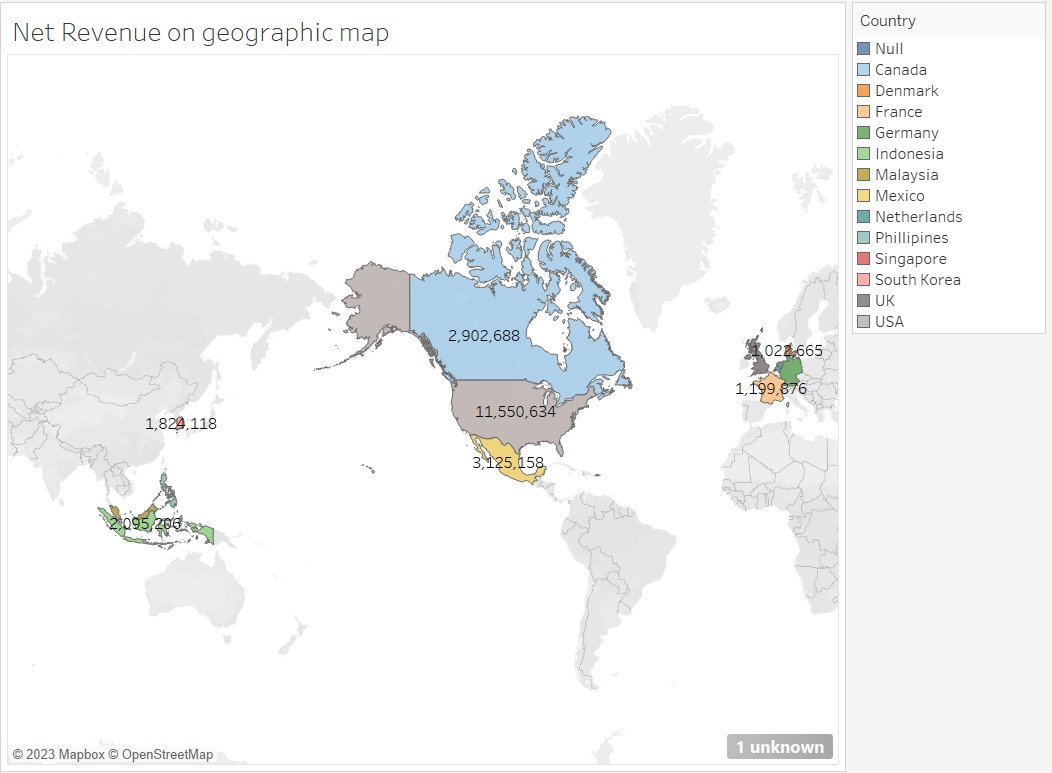 Net Revenue on geographic map
2,902,688
1,022,665
1,199,876
11,550,634
1,824,118
3,125,158
2,095,206
© 2023 Mapbox © OpenStreetMap
1 unknown
Country
Null
Canada
Denmark
France
Germany
Indonesia
Malaysia
Mexico
Netherlands
Phillipines
Singapore
South Korea
UK
USA